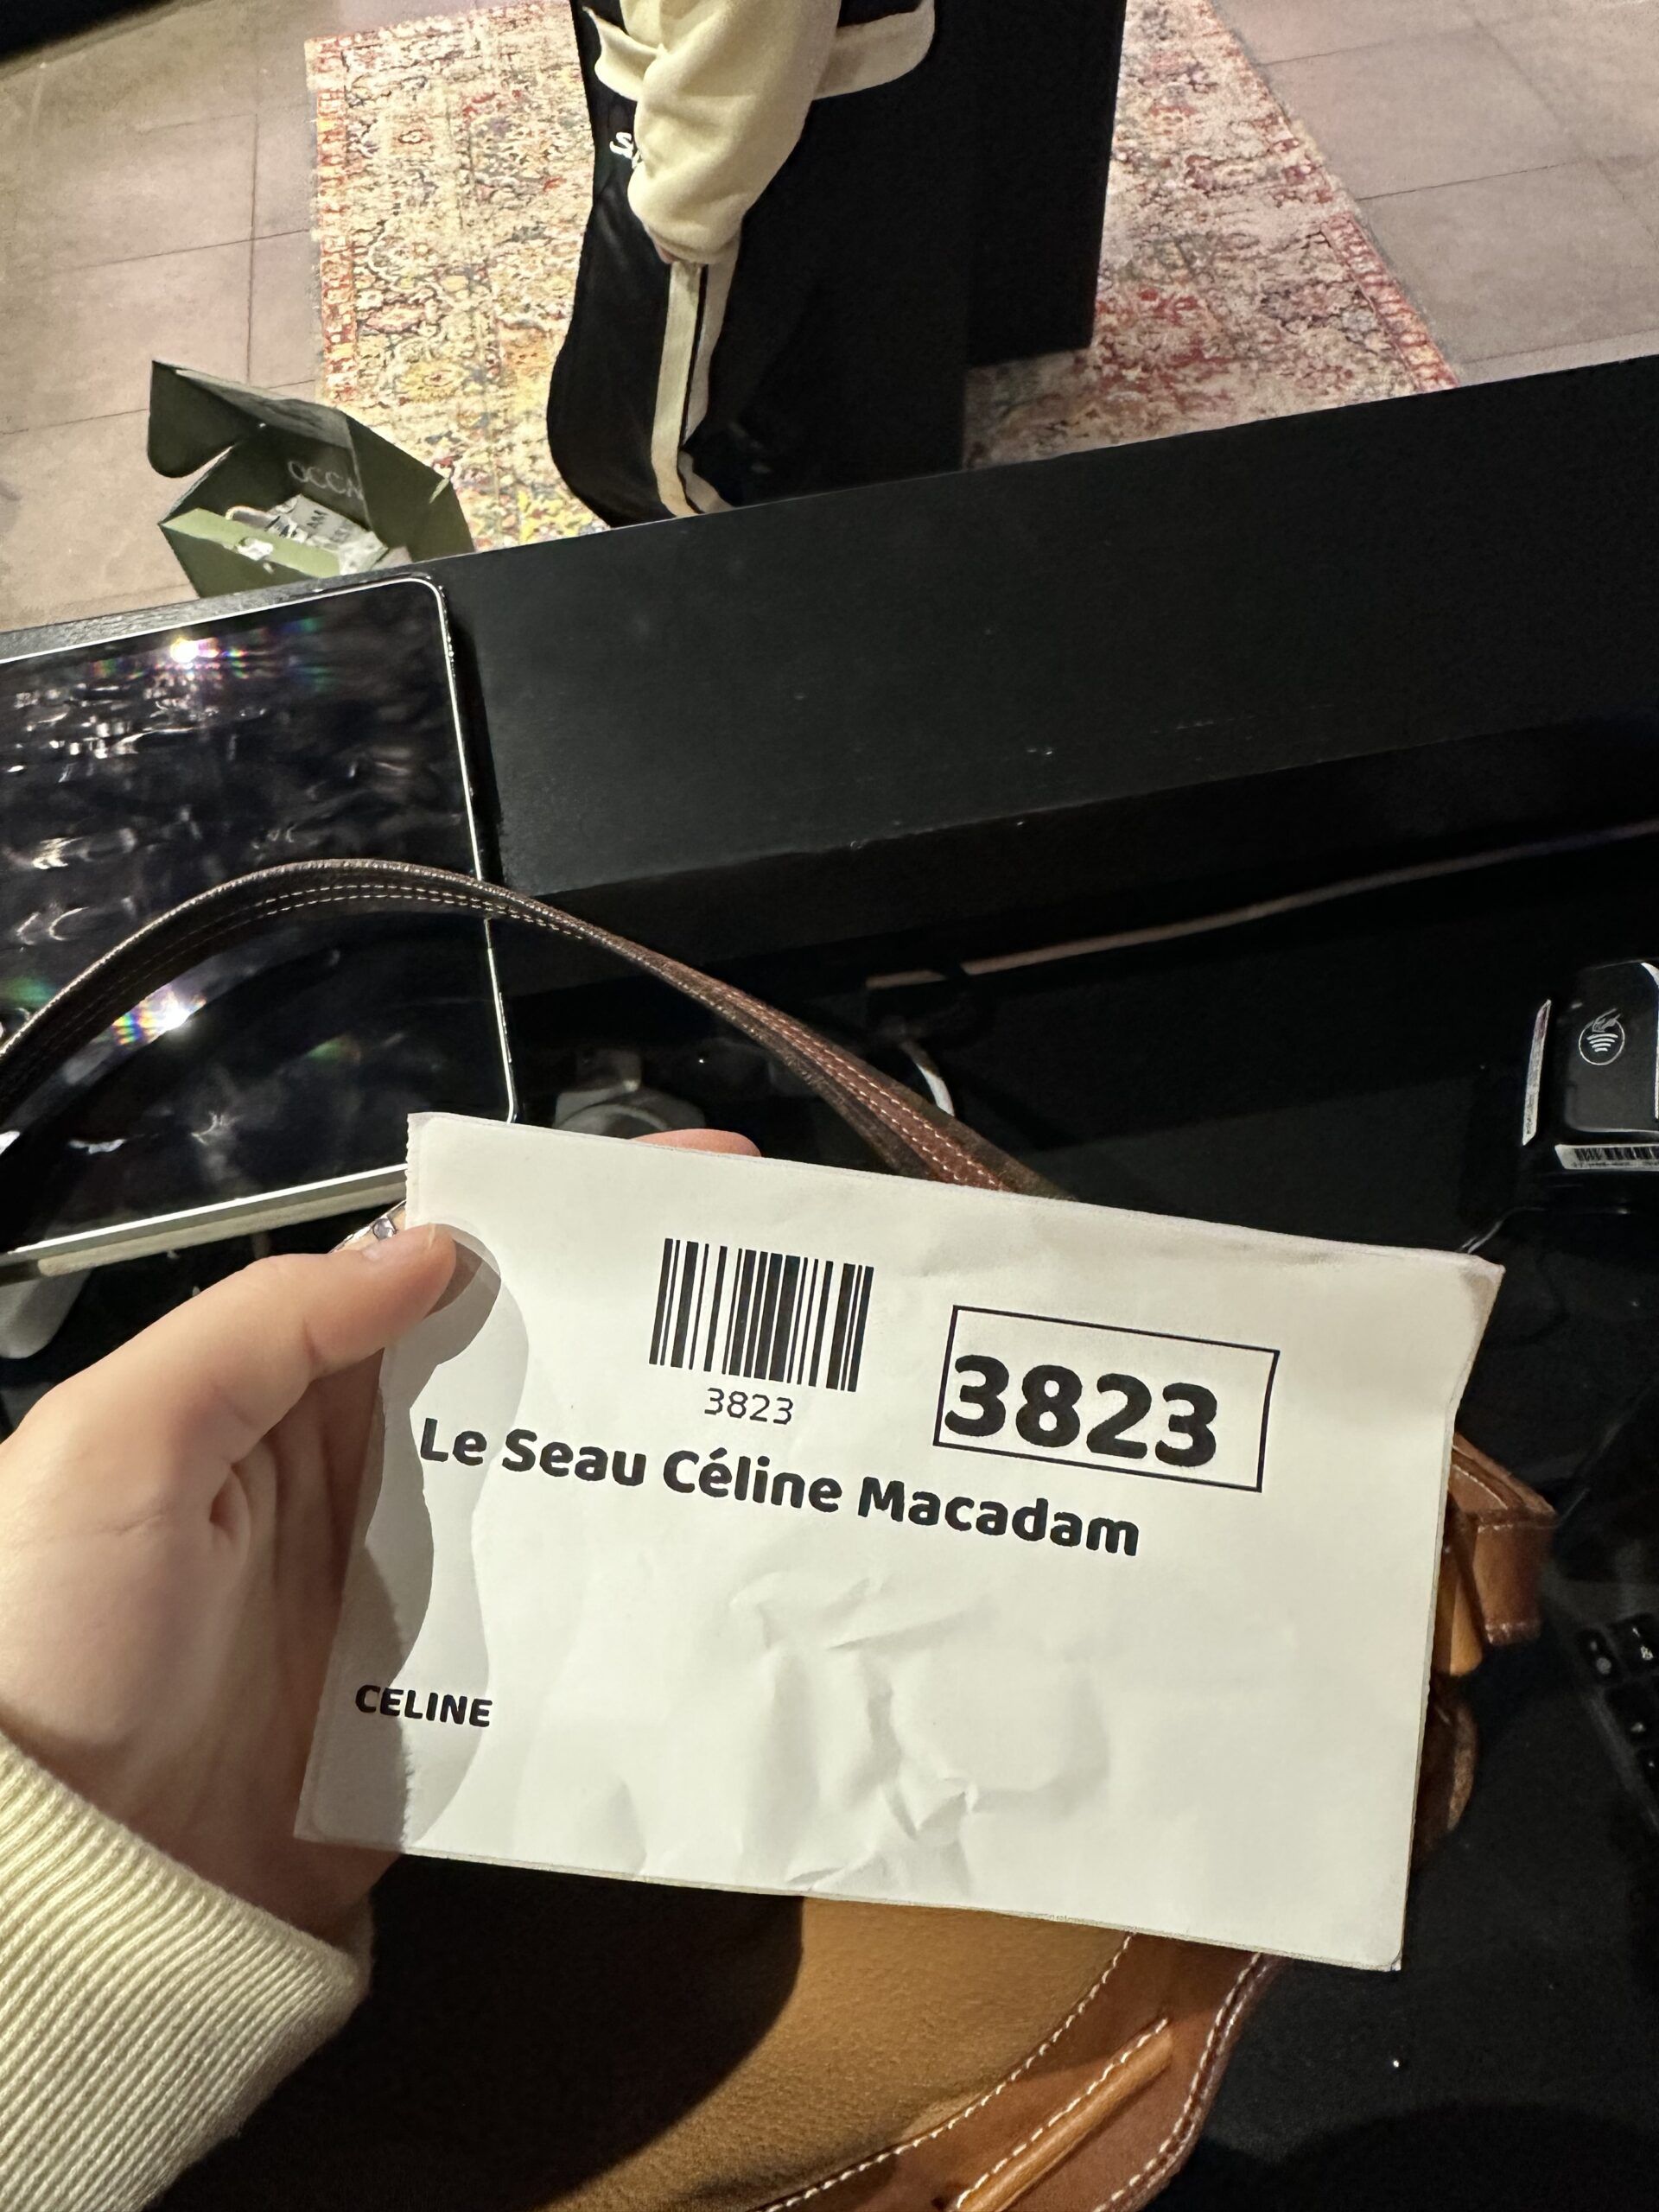 3823
3823
Le Seau Céline Macadam
CELINE